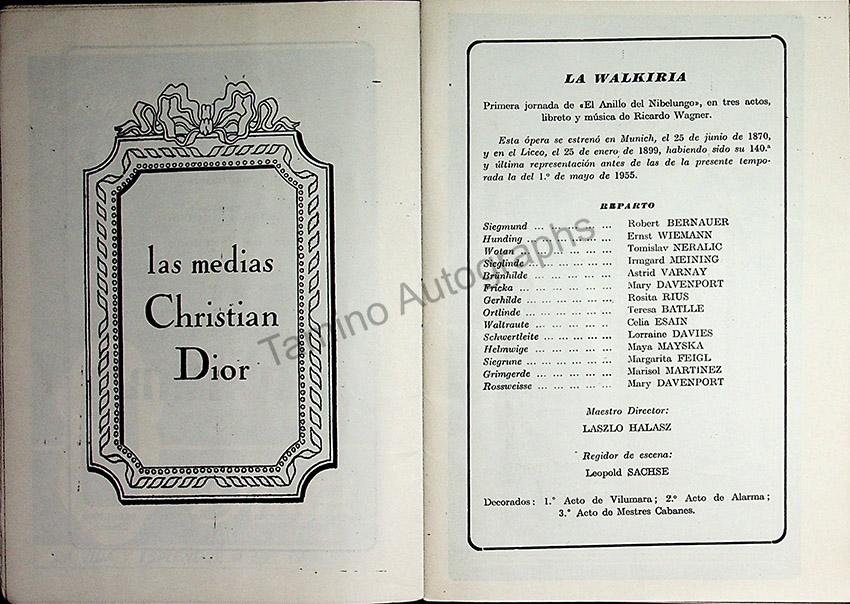 las medias
Christian
Dior
LA WALKIRIA
Primera jornada de «El Anillo del Nibelungo», en tres actos,
libreto y música de Ricardo Wagner.
Esta ópera se estrenó en Munich, el 25 de junio de 1870,
y en el Liceo, el 25 de enero de 1899, habiendo sido su 140.ª
y última representación antes de las de la presente tempo-
rada la del 1.º de mayo de 1955.
REPARTO
Siegmund ... ... ... ... ... Robert BERNAUER
Hunding ... ... ... ... ... Ernst WIEMANN
Wotan ... ... ... ... ... ... Tomislav NERALIC
Sieglinde ... ... ... ... ... Irmgard MEINING
Brünhilde ... ... ... ... ... Astrid VARNAY
Fricka ... ... ... ... ... ... Mary DAVENPORT
Gerhilde ... ... ... ... ... Rosita RIUS
Ortlinde ... ... ... ... ... Teresa BATLLE
Waltraute ... ... ... ... ... Celia ESAIN
Schwertleite ... ... ... ... Lorraine DAVIES
Helmwige ... ... ... ... ... Maya MAYSKA
Siegrune ... ... ... ... ... Margarita FEIGL
Grimgerde ... ... ... ... ... Marisol MARTINEZ
Rossweisse ... ... ... ... ... Mary DAVENPORT
Maestro Director:
LASZLO HALASZ
Regidor de escena:
Leopold SACHSE
Decorados: 1.º Acto de Vilumara; 2.º Acto de Alarma;
3.º Acto de Mestres Cabanes.
Tamino Autographs